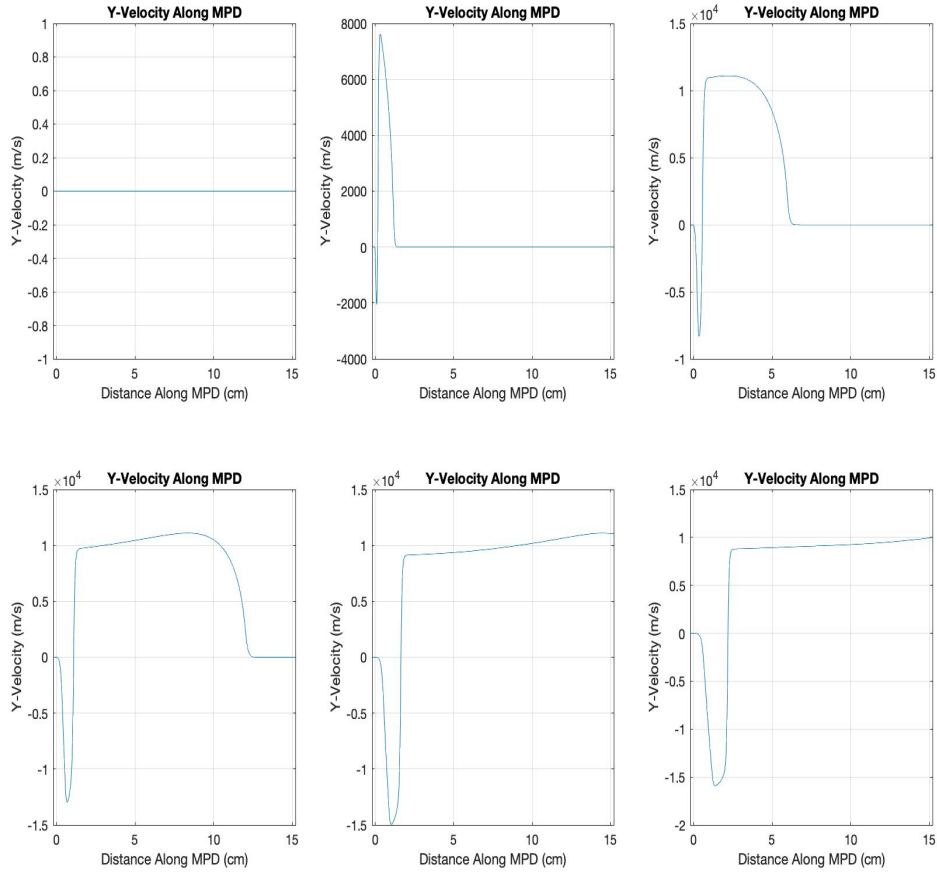 Y-Velocity Along MPD
1
0.8
0.6
0.4
0.2
0
-0.2
-0.4
-0.6
-0.8
-1
0 5 10 15
Y-Velocity (m/s)
Distance Along MPD (cm)
Y-Velocity Along MPD
8000
6000
4000
2000
0
-2000
-4000
0 5 10 15
Y-Velocity (m/s)
Distance Along MPD (cm)
Y-Velocity Along MPD
×10⁴
1.5
1
0.5
0
-0.5
-1
0 5 10 15
Y-velocity (m/s)
Distance Along MPD (cm)
Y-Velocity Along MPD
×10⁴
1.5
1
0.5
0
-0.5
-1
-1.5
0 5 10 15
Y-Velocity (m/s)
Distance Along MPD (cm)
Y-Velocity Along MPD
×10⁴
1.5
1
0.5
0
-0.5
-1
-1.5
0 5 10 15
Y-Velocity (m/s)
Distance Along MPD (cm)
Y-Velocity Along MPD
×10⁴
1.5
1
0.5
0
-0.5
-1
-1.5
-2
0 5 10 15
Y-Velocity (m/s)
Distance Along MPD (cm)